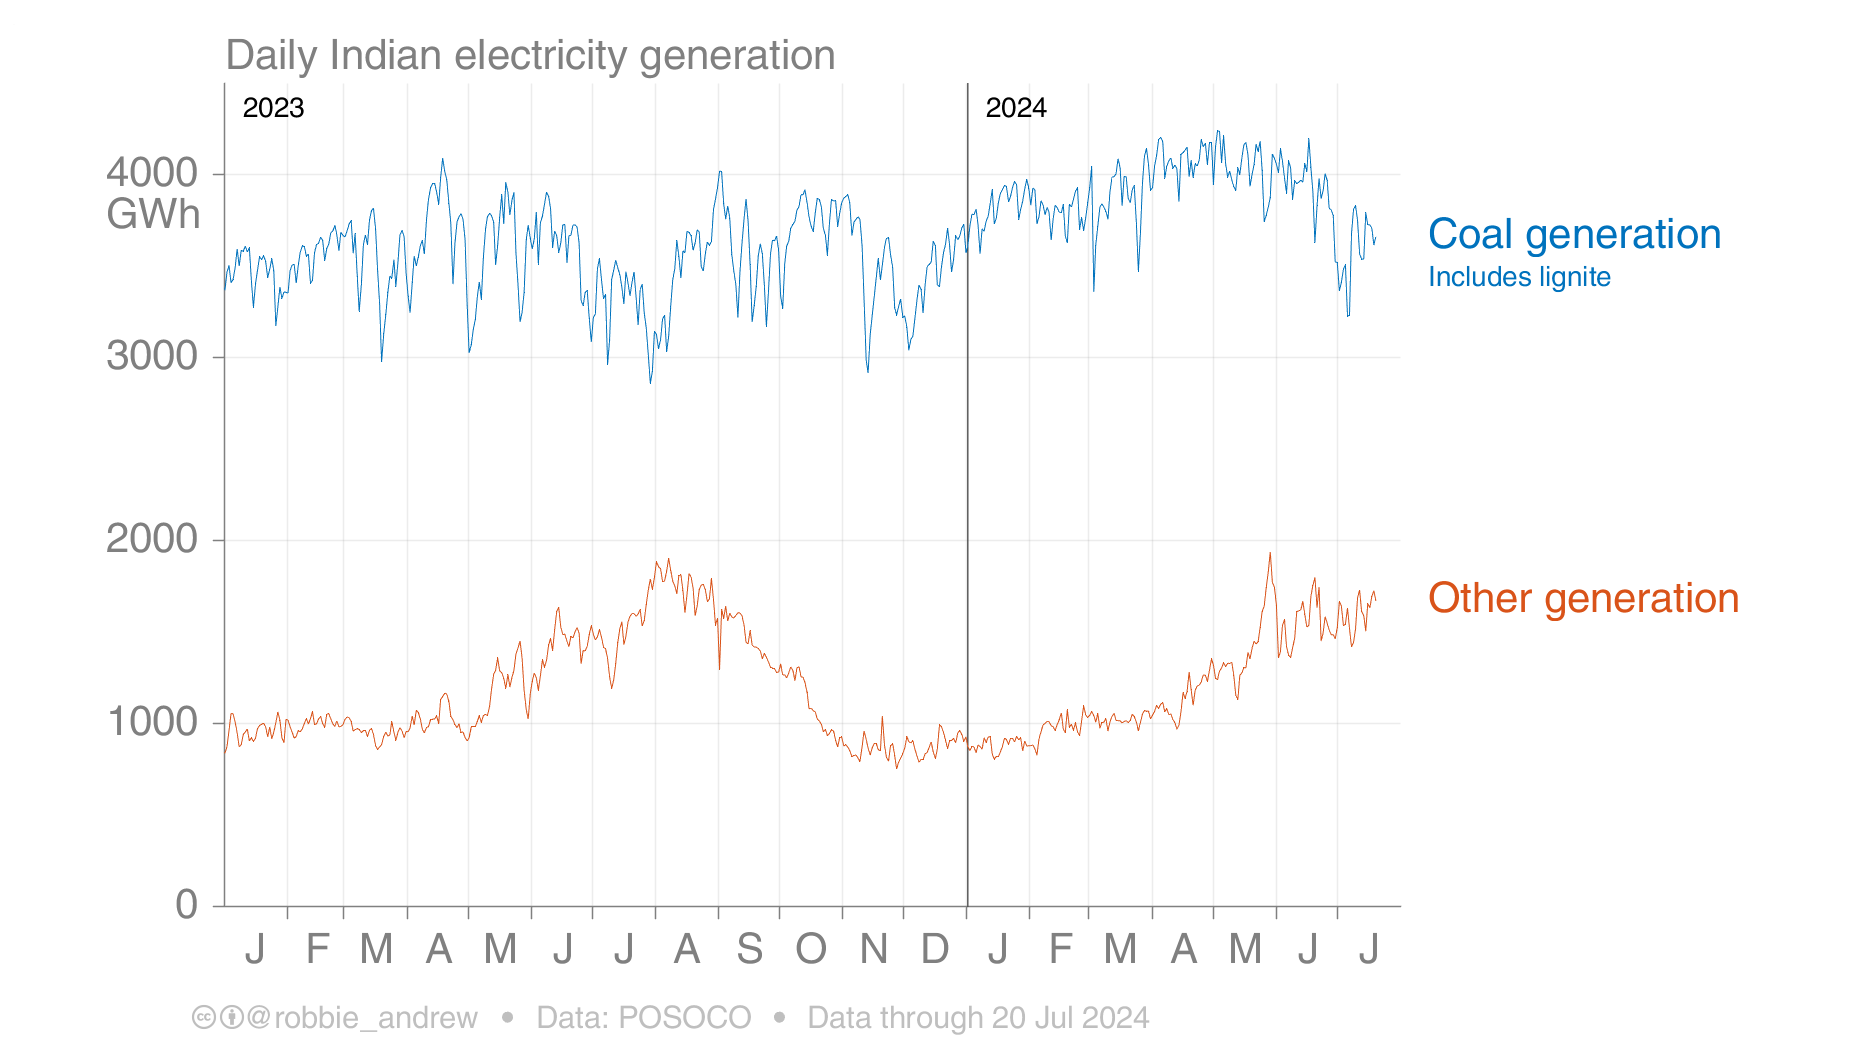 Daily Indian electricity generation
2023
2024
4000
GWh
3000
2000
1000
0
Coal generation
Includes lignite
Other generation
J F M A M J J A S O N D J F M A M J J
@robbie_andrew • Data: POSOCO • Data through 20 Jul 2024